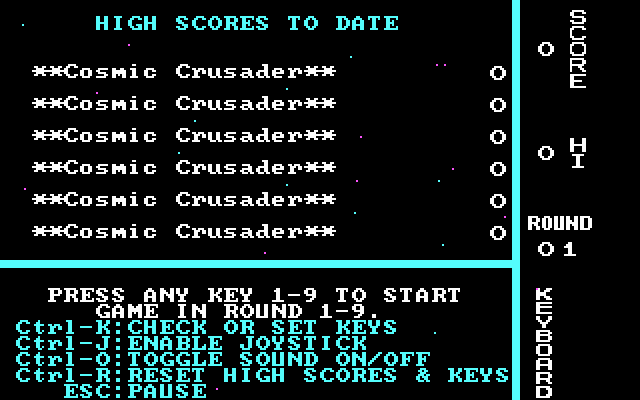 HIGH SCORES TO DATE
**Cosmic Crusader** 0
**Cosmic Crusader** 0
**Cosmic Crusader** 0
**Cosmic Crusader** 0
**Cosmic Crusader** 0
**Cosmic Crusader** 0
PRESS ANY KEY 1-9 TO START
GAME IN ROUND 1-9.
Ctrl-K:CHECK OR SET KEYS
Ctrl-J:ENABLE JOYSTICK
Ctrl-O:TOGGLE SOUND ON/OFF
Ctrl-R:RESET HIGH SCORES & KEYS
ESC:PAUSE
SCORE
0
HI
0
ROUND
01
KEYBOARD